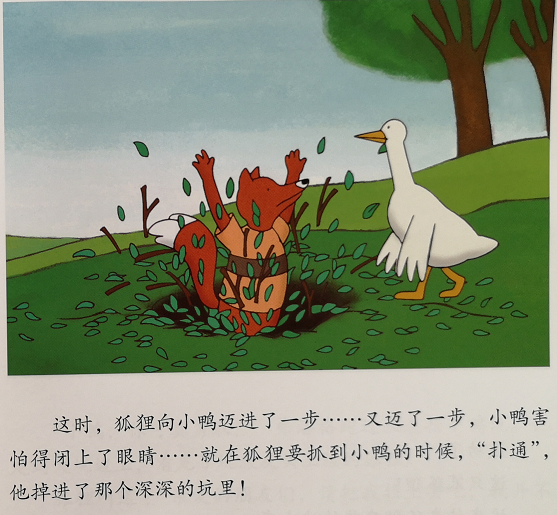 这时，狐狸向小鸭迈进了一步……又迈了一步，小鸭害
怕得闭上了眼睛……就在狐狸要抓到小鸭的时候，“扑通”，
他掉进了那个深深的坑里！